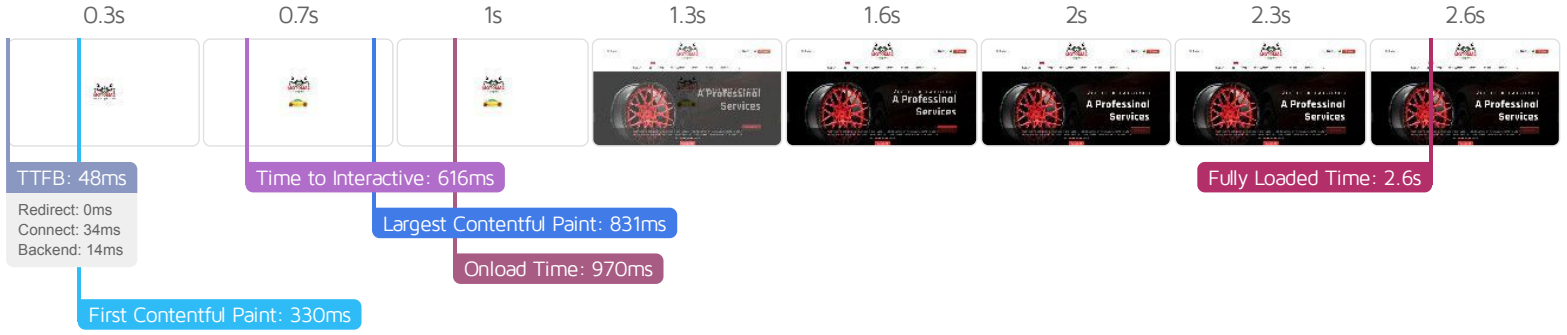 0.3s
0.7s
1s
1.3s
1.6s
2s
2.3s
2.6s
A Professinal
Services
A Professinal
Services
A Professinal
Services
A Professinal
Services
A Professinal
Services
TTFB: 48ms
Redirect: 0ms
Connect: 34ms
Backend: 14ms
Time to Interactive: 616ms
Fully Loaded Time: 2.6s
Largest Contentful Paint: 831ms
Onload Time: 970ms
First Contentful Paint: 330ms